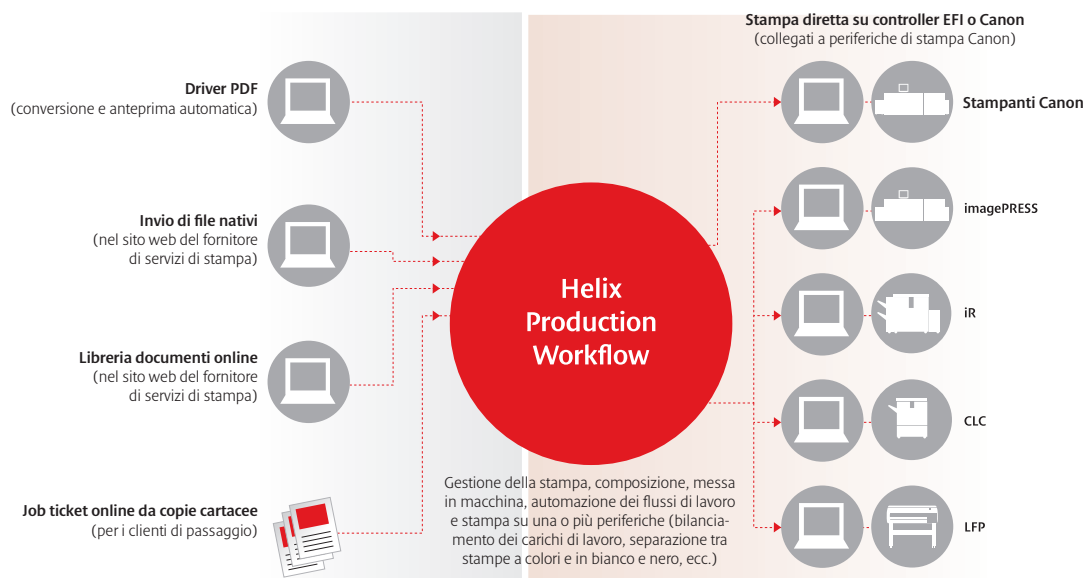 Stampa diretta su controller EFI o Canon
(collegati a periferiche di stampa Canon)
Driver PDF
(conversione e anteprima automatica)
Invio di file nativi
(nel sito web del fornitore
di servizi di stampa)
Libreria documenti online
(nel sito web del fornitore
di servizi di stampa)
Job ticket online da copie cartacee
(per i clienti di passaggio)
Helix
Production
Workflow
Gestione della stampa, composizione, messa
in macchina, automazione dei flussi di lavoro
e stampa su una o più periferiche (bilancia-
mento dei carichi di lavoro, separazione tra
stampe a colori e in bianco e nero, ecc.)
Stampanti Canon
imagePRESS
iR
CLC
LFP